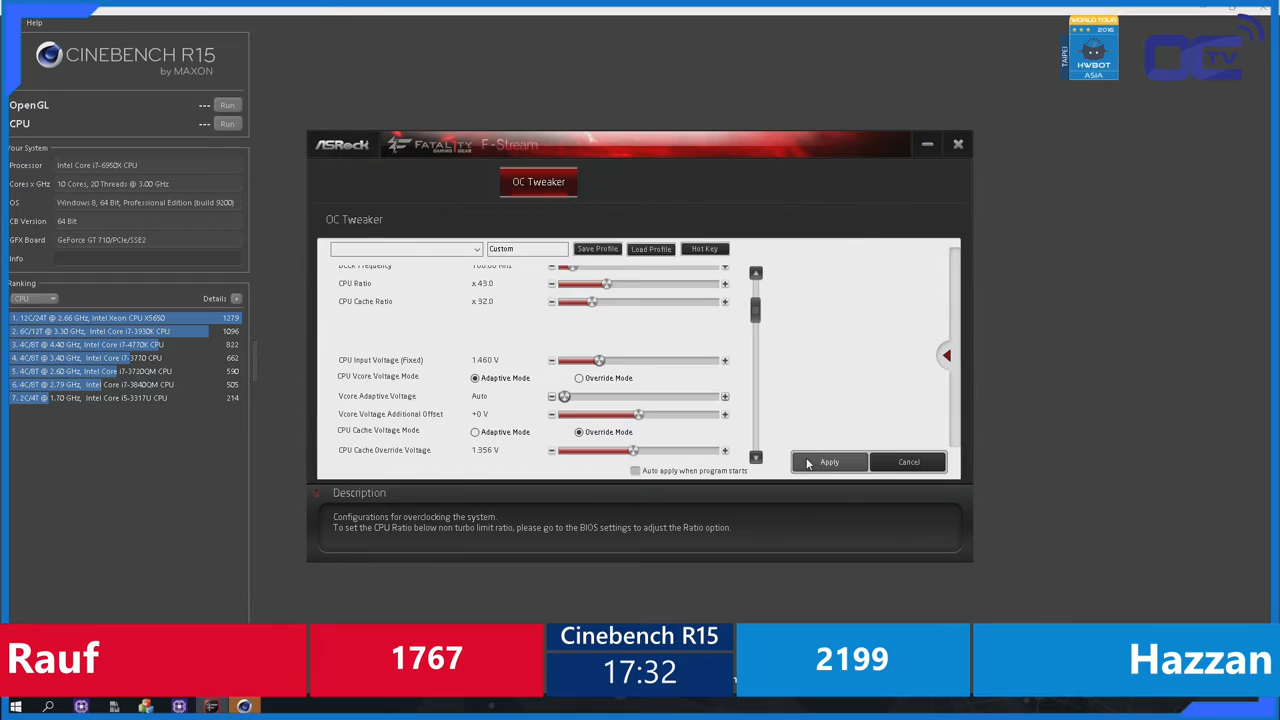 Help
CINEBENCH R15
by MAXON
OpenGL --- Run
CPU --- Run
Your System
Processor Intel Core i7-6950X CPU
Cores x GHz 10 Cores, 20 Threads @ 3.00 GHz
OS Windows 8, 64 Bit, Professional Edition (build 9200)
CB Version 64 Bit
GFX Board GeForce GT 710/PCIe/SSE2
Info
Ranking
CPU Details +
1. 12C/24T @ 2.66 GHz, Intel Xeon CPU X5650 1279
2. 6C/12T @ 3.30 GHz, Intel Core i7-3930K CPU 1096
3. 4C/8T @ 4.40 GHz, Intel Core i7-4770K CPU 822
4. 4C/8T @ 3.40 GHz, Intel Core i7-3770 CPU 662
5. 4C/8T @ 2.60 GHz, Intel Core i7-3720QM CPU 590
6. 4C/8T @ 2.79 GHz, Intel Core i7-3840QM CPU 505
7. 2C/4T @ 1.70 GHz, Intel Core i5-3317U CPU 214
ASRock FATAL1TY GAMING GEAR F-Stream
OC Tweaker
OC Tweaker
Custom Save Profile Load Profile Hot Key
BCLK Frequency 100.00 MHz
CPU Ratio x 43.0
CPU Cache Ratio x 32.0
CPU Input Voltage (Fixed) 1.460 V
CPU Vcore Voltage Mode Adaptive Mode Override Mode
Vcore Adaptive Voltage Auto
Vcore Voltage Additional Offset +0 V
CPU Cache Voltage Mode Adaptive Mode Override Mode
CPU Cache Override Voltage 1.356 V
Auto apply when program starts
Apply Cancel
Description
Configurations for overclocking the system.
To set the CPU Ratio below non turbo limit ratio, please go to the BIOS settings to adjust the Ratio option.
WORLD TOUR
2016
TAIPEI
HWBOT
ASIA
OC TV
Rauf 1767 Cinebench R15 2199 Hazzan
17:32